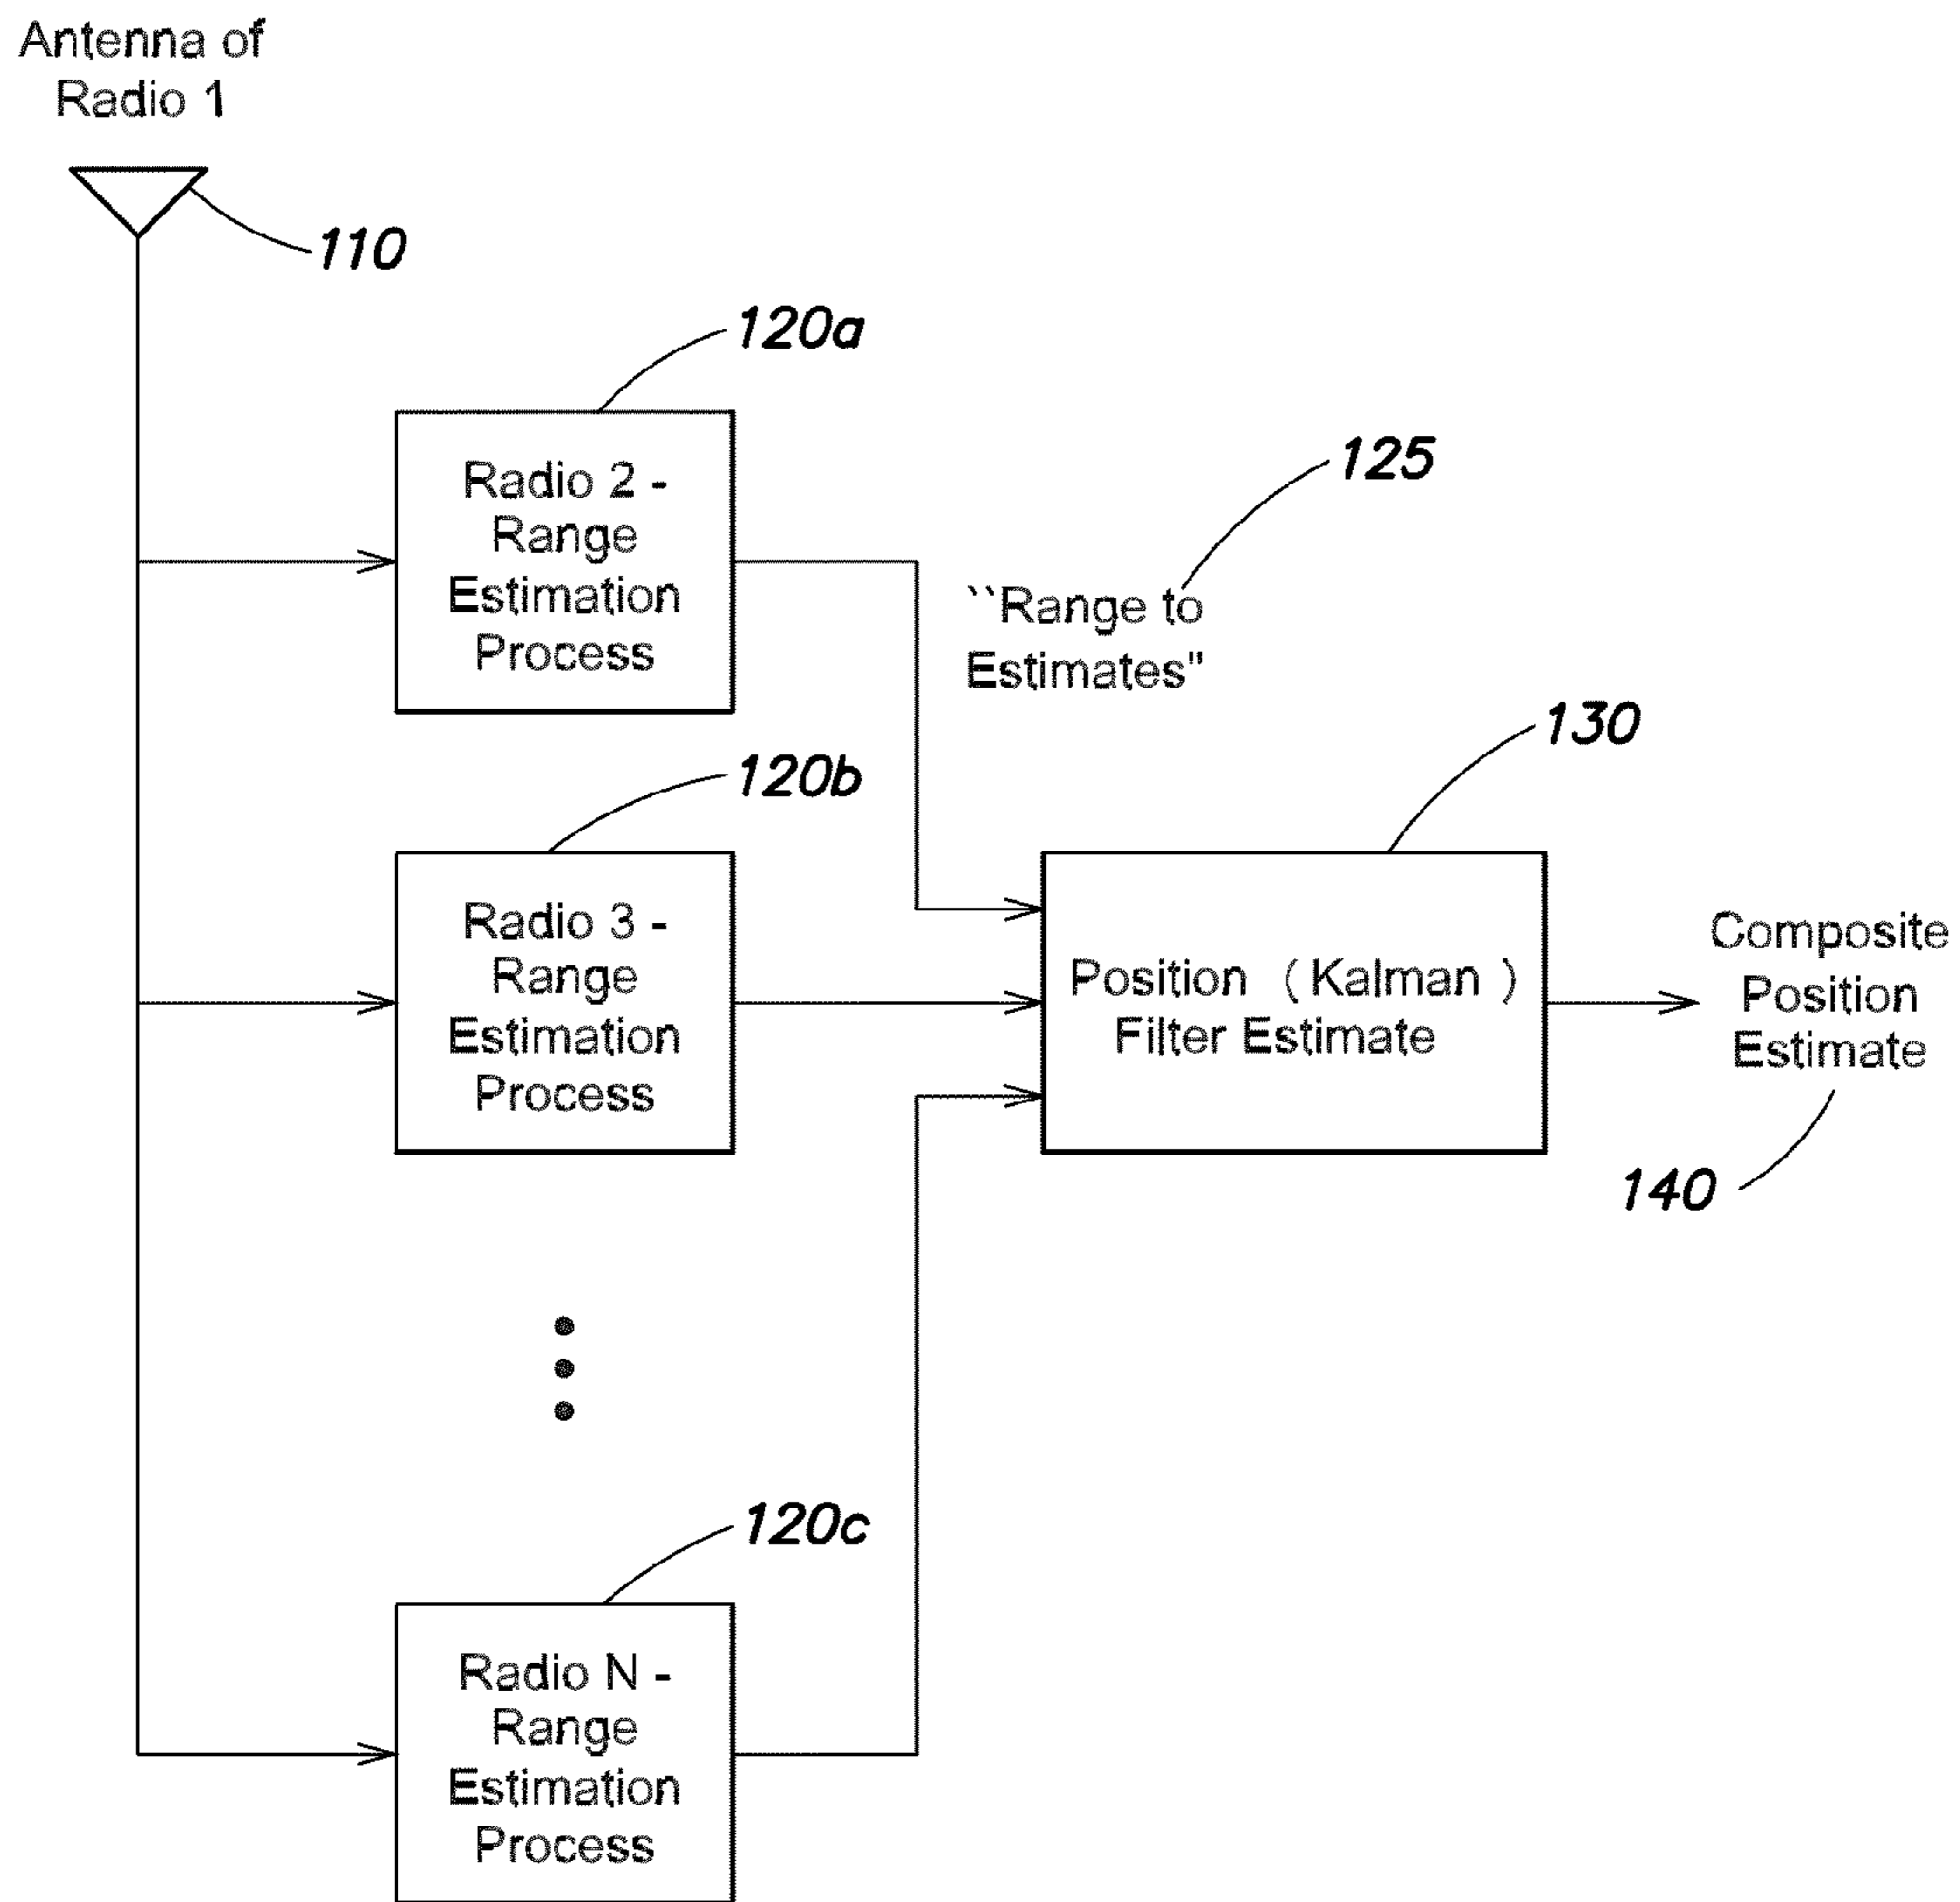 Antenna of
Radio 1
110
120a
Radio 2 -
Range
Estimation
Process
125
``Range to
Estimates"
120b
Radio 3 -
Range
Estimation
Process
130
Position ( Kalman )
Filter Estimate
Composite
Position
Estimate
140
120c
Radio N -
Range
Estimation
Process